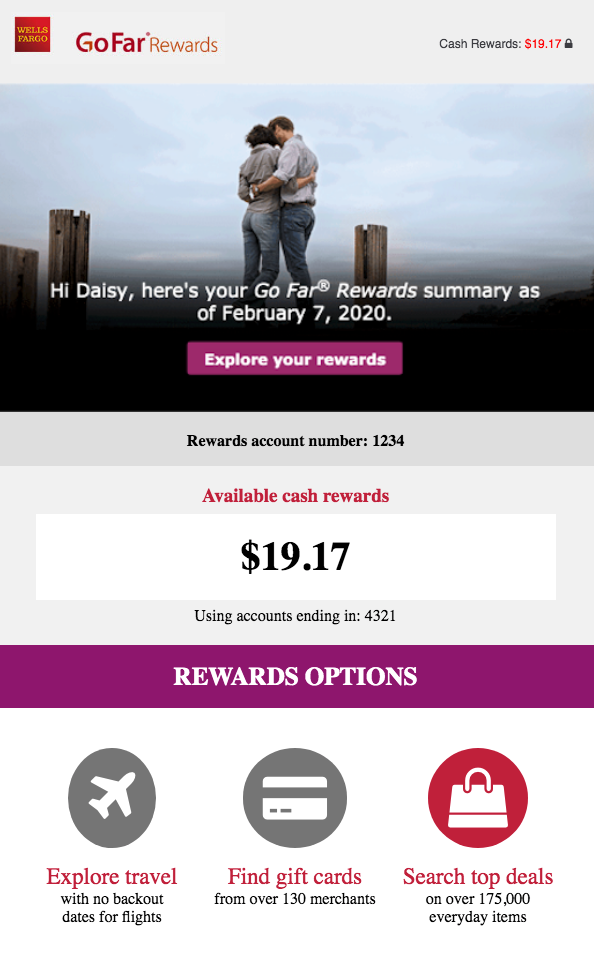 WELLS
FARGO
Go Far® Rewards
Cash Rewards: $19.17
Hi Daisy, here's your Go Far® Rewards summary as
of February 7, 2020.
Explore your rewards
Rewards account number: 1234
Available cash rewards
$19.17
Using accounts ending in: 4321
REWARDS OPTIONS
Explore travel
with no backout
dates for flights
Find gift cards
from over 130 merchants
Search top deals
on over 175,000
everyday items